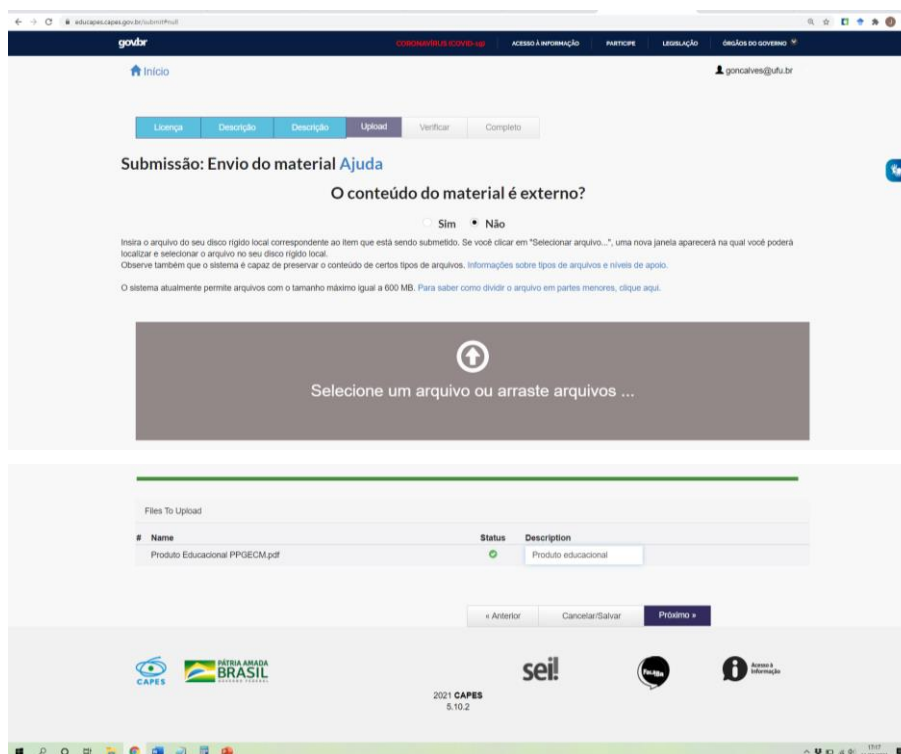 educapes.capes.gov.br/submit#null
govbr
CORONAVÍRUS (COVID-19) ACESSO À INFORMAÇÃO PARTICIPE LEGISLAÇÃO ÓRGÃOS DO GOVERNO
Início goncalves@ufu.br
Licença Descrição Descrição Upload Verificar Completo
Submissão: Envio do material Ajuda
O conteúdo do material é externo?
Sim Não
Insira o arquivo do seu disco rígido local correspondente ao item que está sendo submetido. Se você clicar em "Selecionar arquivo...", uma nova janela aparecerá na qual você poderá
localizar e selecionar o arquivo no seu disco rígido local.
Observe também que o sistema é capaz de preservar o conteúdo de certos tipos de arquivos. Informações sobre tipos de arquivos e níveis de apoio.
O sistema atualmente permite arquivos com o tamanho máximo igual a 600 MB. Para saber como dividir o arquivo em partes menores, clique aqui.
Selecione um arquivo ou arraste arquivos ...
Files To Upload
# Name Status Description
Produto Educacional PPGECM.pdf Produto educacional
« Anterior Cancelar/Salvar Próximo »
CAPES
PÁTRIA AMADA
BRASIL
GOVERNO FEDERAL
sei!
Acesso à
Informação
2021 CAPES
5.10.2
17:17